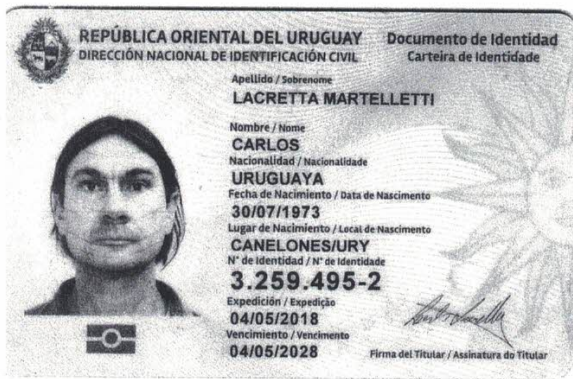 REPÚBLICA ORIENTAL DEL URUGUAY
DIRECCIÓN NACIONAL DE IDENTIFICACIÓN CIVIL
Documento de Identidad
Carteira de Identidade
Apellido / Sobrenome
LACRETTA MARTELLETTI
Nombre / Nome
CARLOS
Nacionalidad / Nacionalidade
URUGUAYA
Fecha de Nacimiento / Data de Nascimento
30/07/1973
Lugar de Nacimiento / Local de Nascimento
CANELONES/URY
N° de Identidad / N° de Identidade
3.259.495-2
Expedición / Expedição
04/05/2018
Vencimiento / Vencimento
04/05/2028
Firma del Titular / Assinatura do Titular